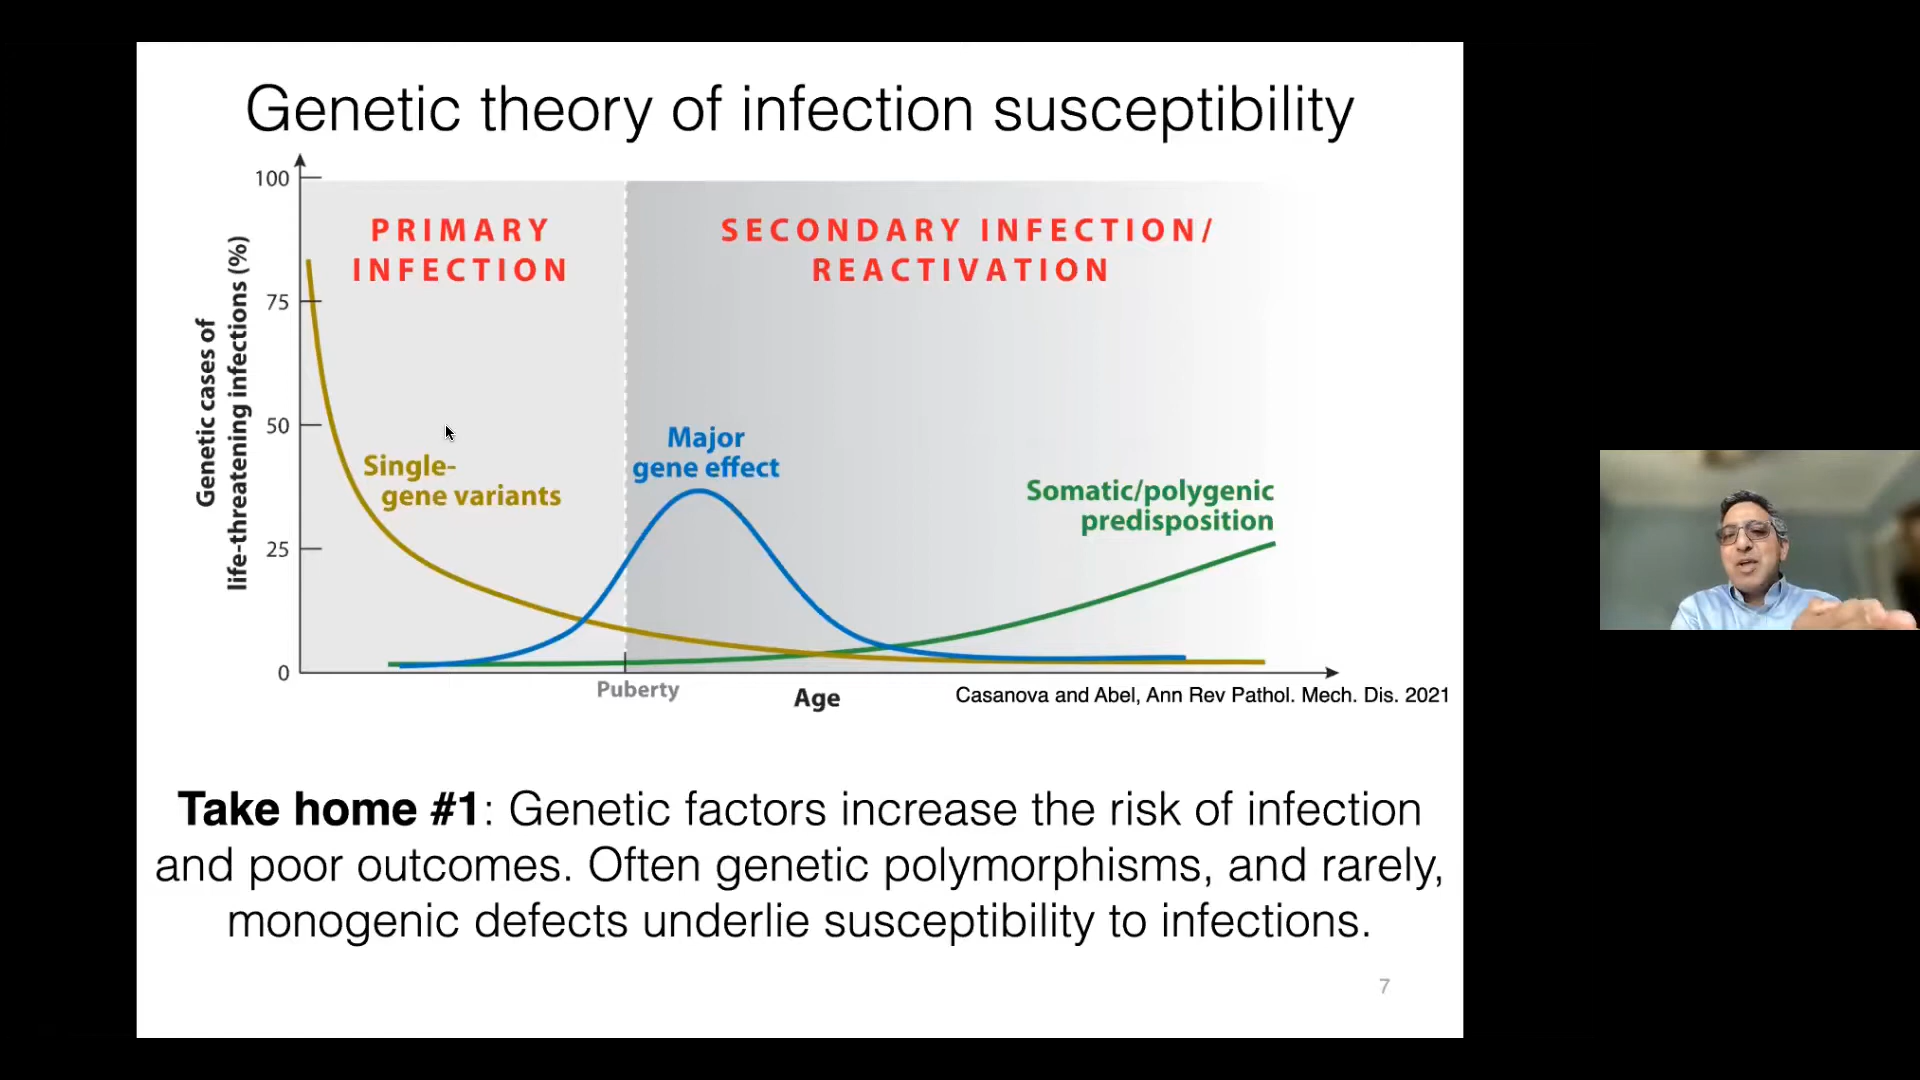 Genetic theory of infection susceptibility
100
75
50
25
0
Genetic cases of
life-threatening infections (%)
PRIMARY
INFECTION
SECONDARY INFECTION/
REACTIVATION
Single-
gene variants
Major
gene effect
Somatic/polygenic
predisposition
Puberty
Age
Casanova and Abel, Ann Rev Pathol. Mech. Dis. 2021
Take home #1: Genetic factors increase the risk of infection
and poor outcomes. Often genetic polymorphisms, and rarely,
monogenic defects underlie susceptibility to infections.
7